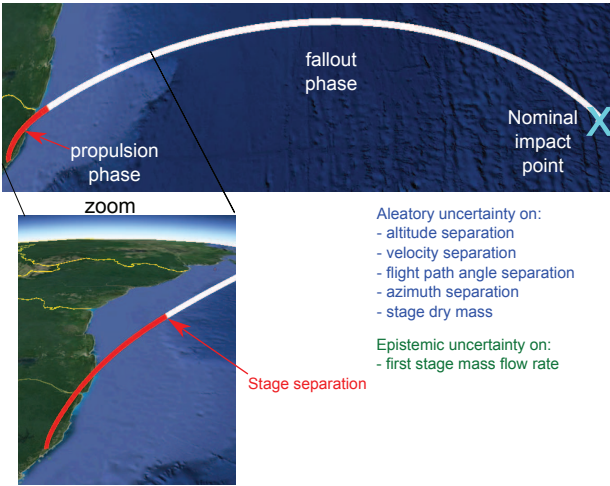 fallout
phase
Nominal
impact
point
X
propulsion
phase
zoom
Stage separation
Aleatory uncertainty on:
- altitude separation
- velocity separation
- flight path angle separation
- azimuth separation
- stage dry mass
Epistemic uncertainty on:
- first stage mass flow rate